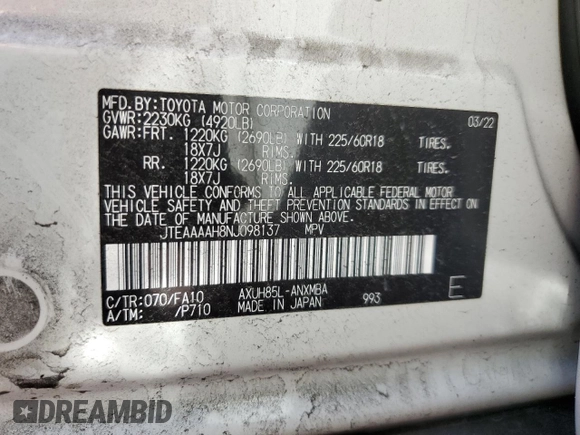 MFD.BY:TOYOTA MOTOR CORPORATION 03/22
GVWR:2230KG (4920LB)
GAWR:FRT. 1220KG (2690LB) WITH 225/60R18 TIRES.
18X7J RIMS.
RR. 1220KG (2690LB) WITH 225/60R18 TIRES.
18X7J RIMS.
THIS VEHICLE CONFORMS TO ALL APPLICABLE FEDERAL MOTOR
VEHICLE SAFETY AND THEFT PREVENTION STANDARDS IN EFFECT ON
THE DATE OF MANUFACTURE SHOWN ABOVE.
JTEAAAAH8NJ098137 MPV
C/TR:070/FA10 AXUH85L-ANXMBA
A/TM: /P710 MADE IN JAPAN 993 E
DREAMBID